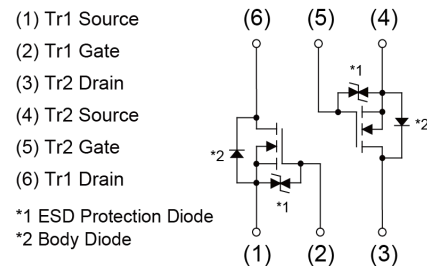 (1) Tr1 Source
(2) Tr1 Gate
(3) Tr2 Drain
(4) Tr2 Source
(5) Tr2 Gate
(6) Tr1 Drain
*1 ESD Protection Diode
*2 Body Diode
(6) (5) (4)
*1
*2
*2
*1
(1) (2) (3)